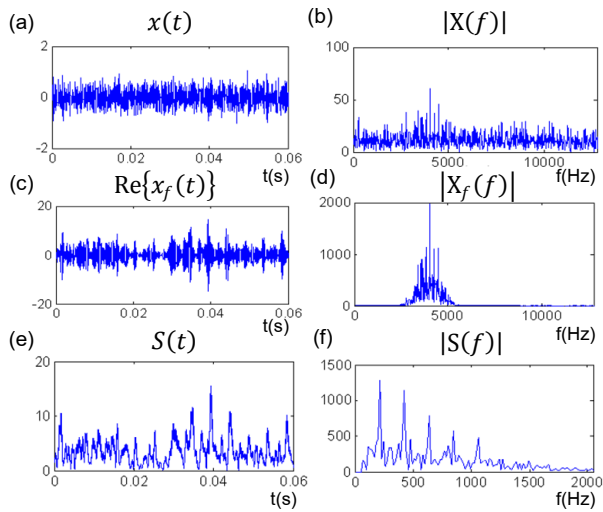 (a) x(t)
2
0
-2
0 0.02 0.04 0.06
t(s)
(b) |X(f)|
100
50
0
0 5000 10000
f(Hz)
(c) Re{x_f(t)}
20
0
-20
0 0.02 0.04 0.06
t(s)
(d) |X_f(f)|
2000
1000
0
0 5000 10000
f(Hz)
(e) S(t)
20
10
0
0 0.02 0.04 0.06
t(s)
(f) |S(f)|
1500
1000
500
0
0 500 1000 1500 2000
f(Hz)